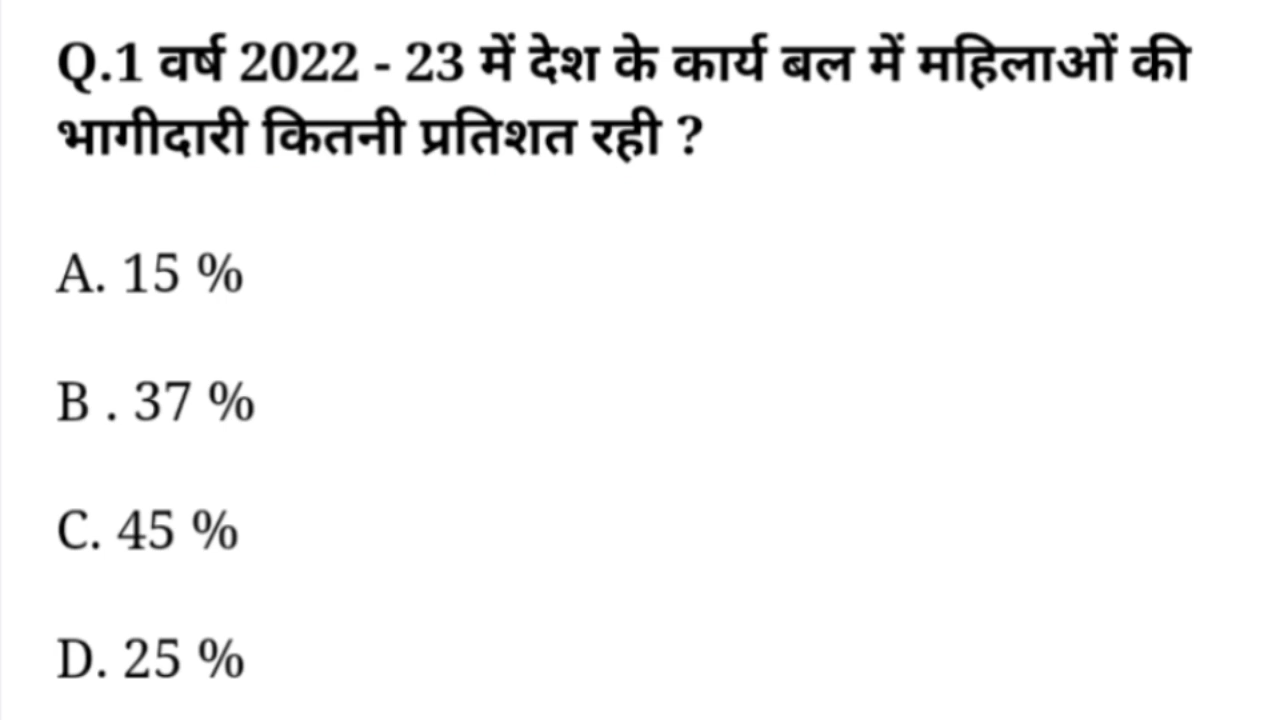 Q.1 वर्ष 2022 - 23 में देश के कार्य बल में महिलाओं की
भागीदारी कितनी प्रतिशत रही ?
A. 15 %
B . 37 %
C. 45 %
D. 25 %